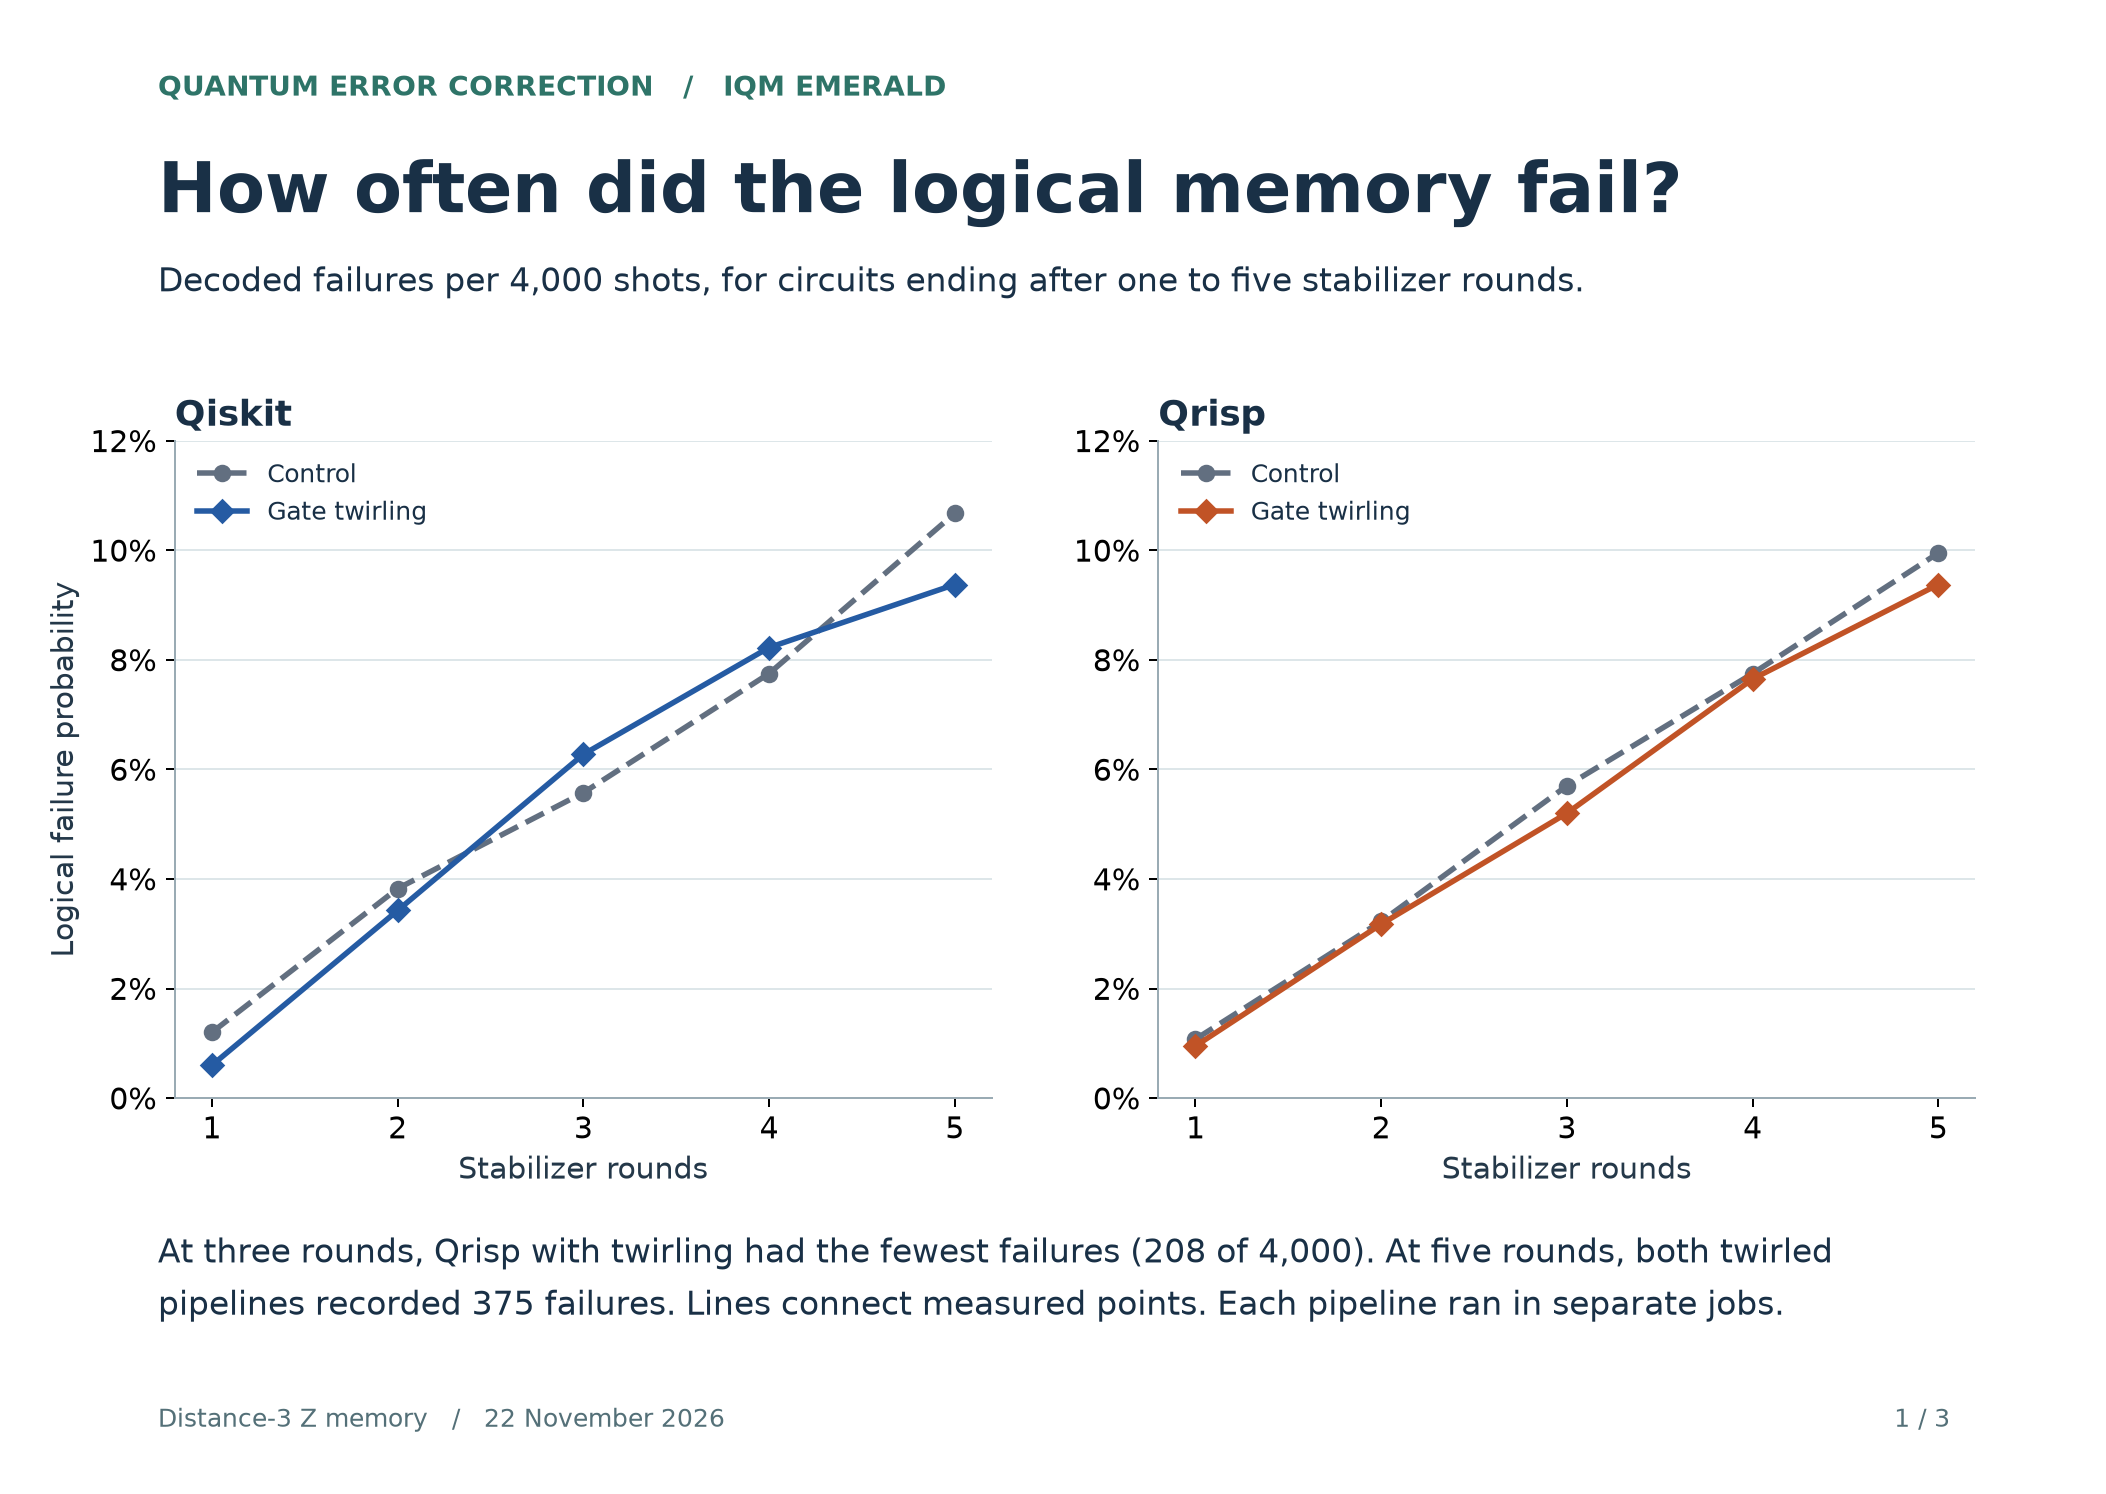 QUANTUM ERROR CORRECTION / IQM EMERALD
How often did the logical memory fail?
Decoded failures per 4,000 shots, for circuits ending after one to five stabilizer rounds.
Qiskit
12%
10%
8%
6%
4%
2%
0%
Logical failure probability
Control
Gate twirling
1 2 3 4 5
Stabilizer rounds
Qrisp
12%
10%
8%
6%
4%
2%
0%
Control
Gate twirling
1 2 3 4 5
Stabilizer rounds
At three rounds, Qrisp with twirling had the fewest failures (208 of 4,000). At five rounds, both twirled
pipelines recorded 375 failures. Lines connect measured points. Each pipeline ran in separate jobs.
Distance-3 Z memory / 22 November 2026
1 / 3